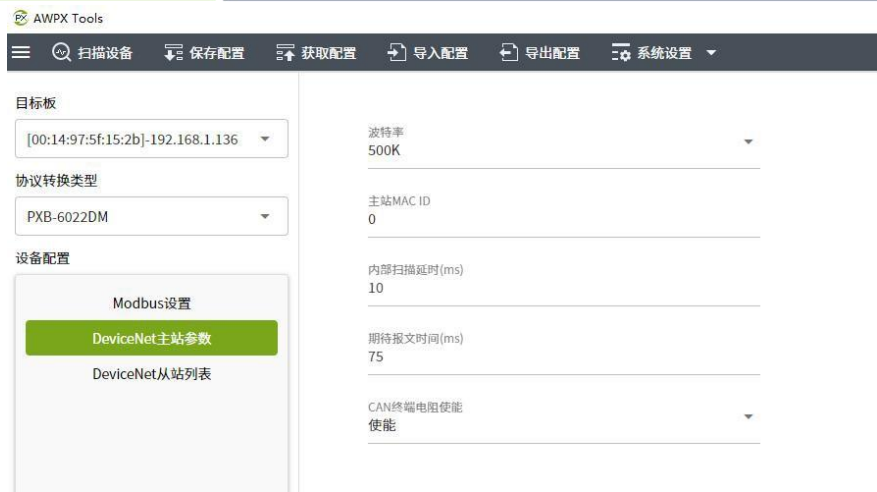 PX AWPX Tools
扫描设备 保存配置 获取配置 导入配置 导出配置 系统设置
目标板
[00:14:97:5f:15:2b]-192.168.1.136
协议转换类型
PXB-6022DM
设备配置
Modbus设置
DeviceNet主站参数
DeviceNet从站列表
波特率
500K
主站MAC ID
0
内部扫描延时(ms)
10
期待报文时间(ms)
75
CAN终端电阻使能
使能